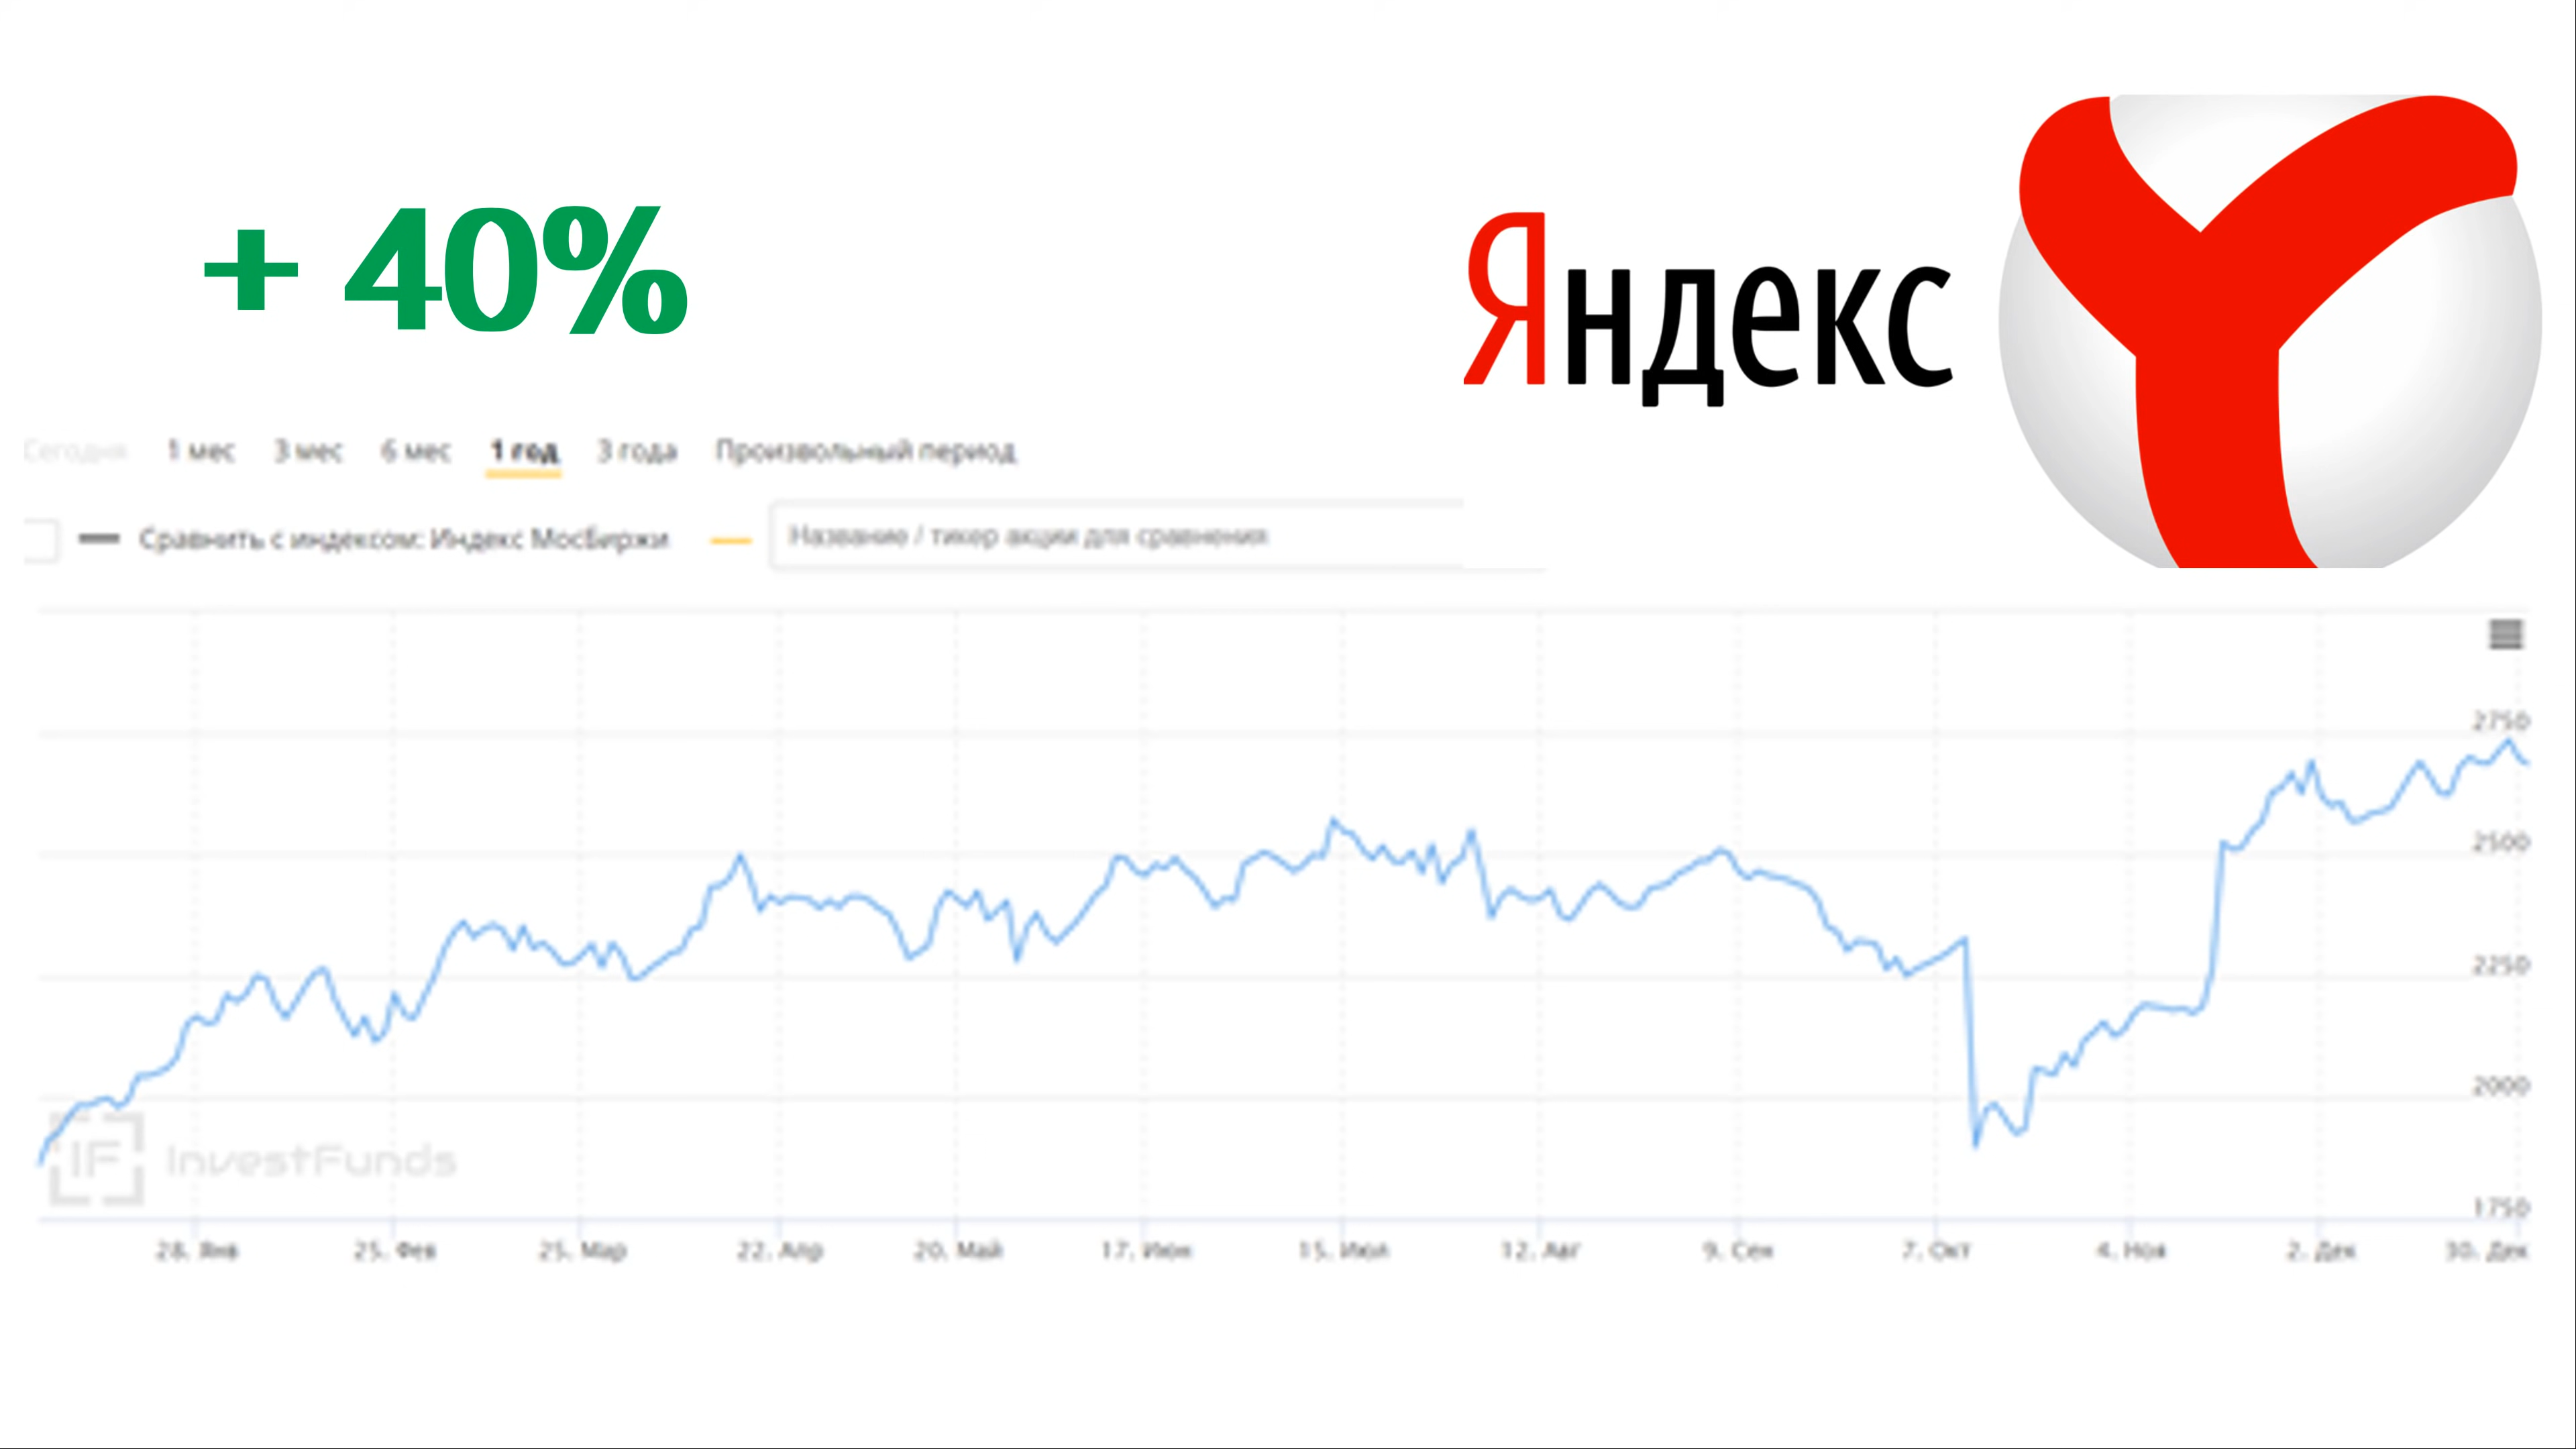 + 40%
Яндекс
Сегодня 1 мес 3 мес 6 мес 1 год 3 года Произвольный период
Сравнить с индексом: Индекс МосБиржи Название / тикер акции для сравнения
2750
2500
2250
2000
1750
IF InvestFunds
28. Янв 25. Фев 25. Мар 22. Апр 20. Май 17. Июн 15. Июл 12. Авг 9. Сен 7. Окт 4. Ноя 2. Дек 30. Дек